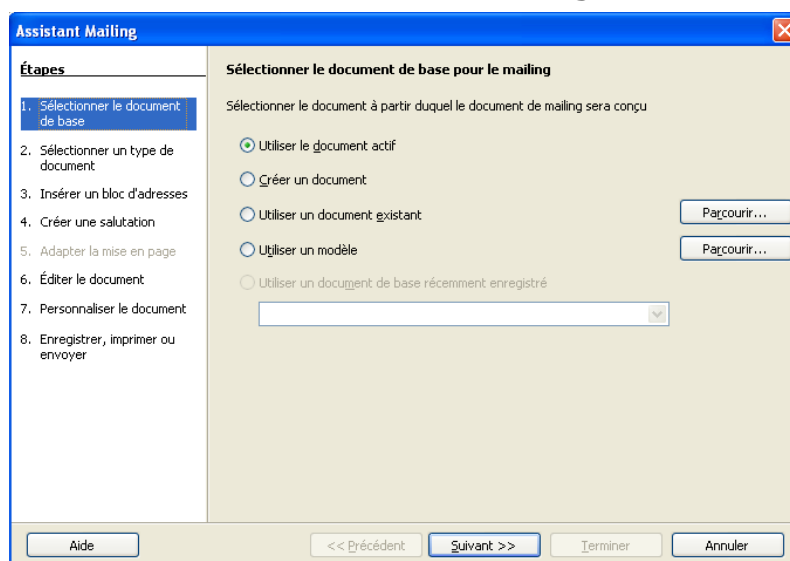 Assistant Mailing
Étapes
1. Sélectionner le document
de base
2. Sélectionner un type de
document
3. Insérer un bloc d'adresses
4. Créer une salutation
5. Adapter la mise en page
6. Éditer le document
7. Personnaliser le document
8. Enregistrer, imprimer ou
envoyer
Sélectionner le document de base pour le mailing
Sélectionner le document à partir duquel le document de mailing sera conçu
Utiliser le document actif
Créer un document
Utiliser un document existant
Parcourir...
Utiliser un modèle
Parcourir...
Utiliser un document de base récemment enregistré
Aide
<< Précédent
Suivant >>
Terminer
Annuler